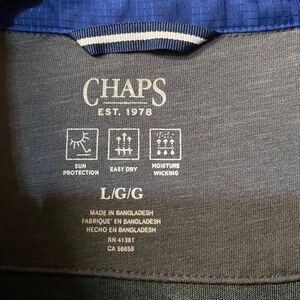 CHAPS
EST. 1978
SUN PROTECTION
EASY DRY
MOISTURE WICKING
L/G/G
MADE IN BANGLADESH
FABRIQUE' EN BANGLADESH
HECHO EN BANGLADESH
RN 41381
CA 56658